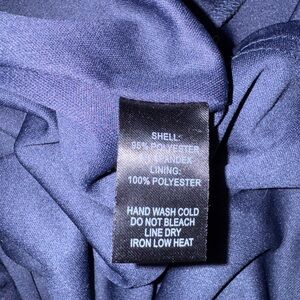 SHELL:
95% POLYESTER
SPANDEX
LINING:
100% POLYESTER
HAND WASH COLD
DO NOT BLEACH
LINE DRY
IRON LOW HEAT